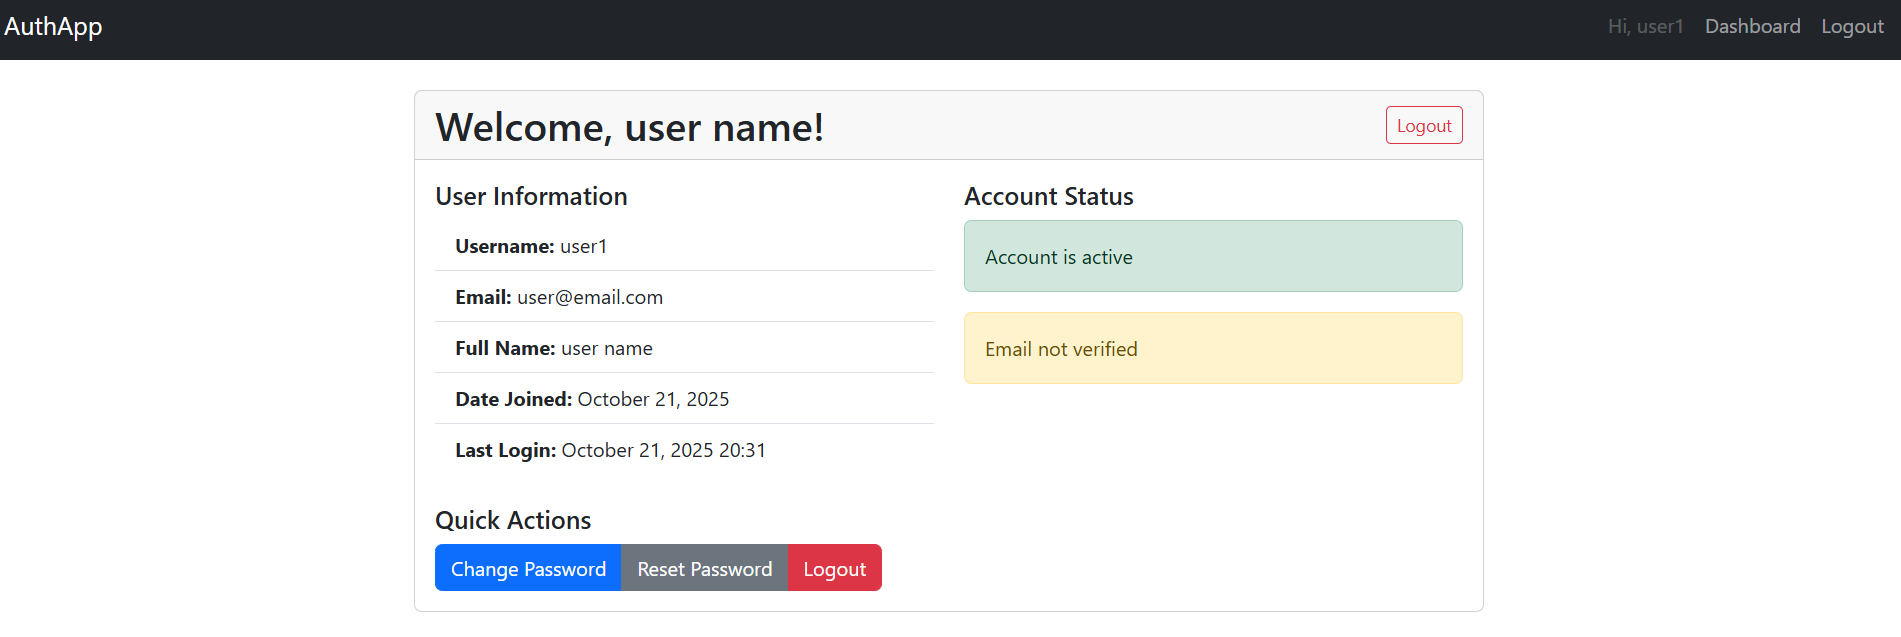 AuthApp
Hi, user1 Dashboard Logout
Welcome, user name!
Logout
User Information
Username: user1
Email: user@email.com
Full Name: user name
Date Joined: October 21, 2025
Last Login: October 21, 2025 20:31
Account Status
Account is active
Email not verified
Quick Actions
Change Password Reset Password Logout